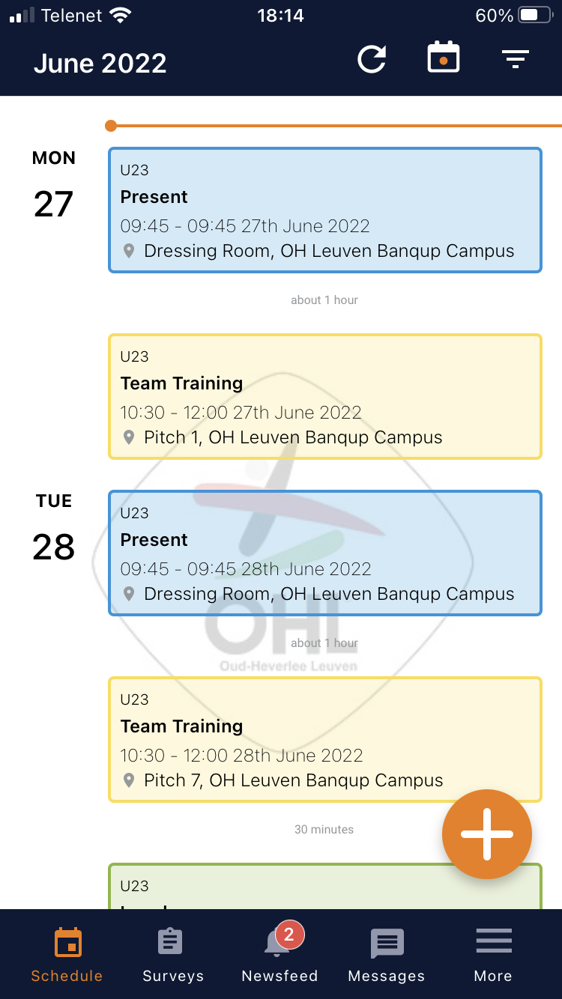 Telenet 18:14 60%
June 2022
MON
27
U23
Present
09:45 - 09:45 27th June 2022
Dressing Room, OH Leuven Banqup Campus
about 1 hour
U23
Team Training
10:30 - 12:00 27th June 2022
Pitch 1, OH Leuven Banqup Campus
TUE
28
U23
Present
09:45 - 09:45 28th June 2022
Dressing Room, OH Leuven Banqup Campus
OHL
about 1 hour
Oud-Heverlee Leuven
U23
Team Training
10:30 - 12:00 28th June 2022
Pitch 7, OH Leuven Banqup Campus
30 minutes
U23
2
Schedule Surveys Newsfeed Messages More